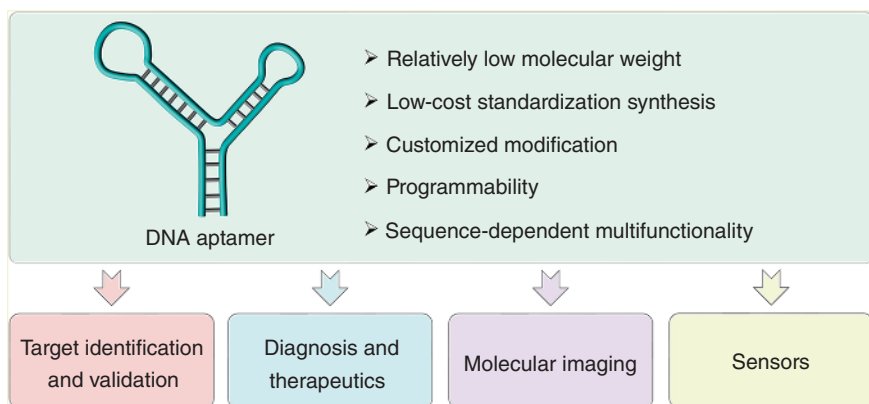 ➢ Relatively low molecular weight
➢ Low-cost standardization synthesis
➢ Customized modification
➢ Programmability
➢ Sequence-dependent multifunctionality
DNA aptamer
Target identification
and validation
Diagnosis and
therapeutics
Molecular imaging
Sensors